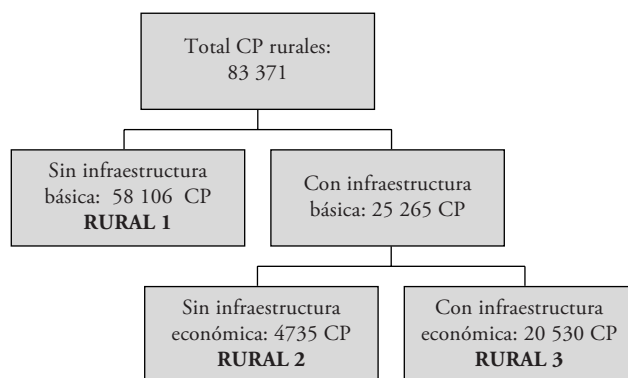 Total CP rurales:
83 371
Sin infraestructura
básica: 58 106 CP
RURAL 1
Con infraestructura
básica: 25 265 CP
Sin infraestructura
económica: 4735 CP
RURAL 2
Con infraestructura
económica: 20 530 CP
RURAL 3